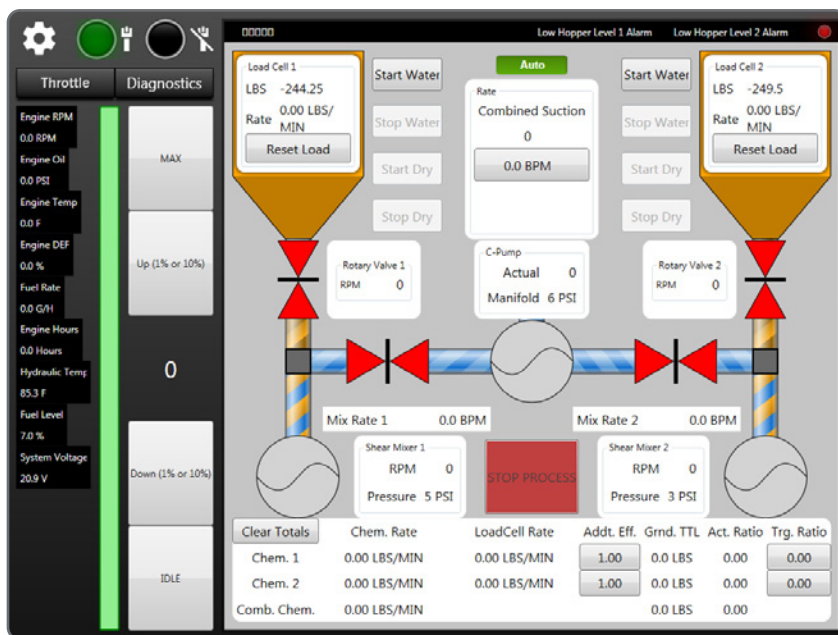 Low Hopper Level 1 Alarm Low Hopper Level 2 Alarm
Throttle Diagnostics
Engine RPM
0.0 RPM
Engine Oil
0.0 PSI
Engine Temp
0.0 F
Engine DEF
0.0 %
Fuel Rate
0.0 G/H
Engine Hours
0.0 Hours
Hydraulic Temp
85.3 F
Fuel Level
7.0 %
System Voltage
20.9 V
MAX
Up (1% or 10%)
0
Down (1% or 10%)
IDLE
Load Cell 1
LBS -244.25
Rate 0.00 LBS/
MIN
Reset Load
Start Water
Stop Water
Start Dry
Stop Dry
Auto
Rate
Combined Suction
0
0.0 BPM
Start Water
Stop Water
Start Dry
Stop Dry
Load Cell 2
LBS -249.5
Rate 0.00 LBS/
MIN
Reset Load
Rotary Valve 1
RPM 0
C-Pump
Actual 0
Manifold 6 PSI
Rotary Valve 2
RPM 0
Mix Rate 1 0.0 BPM
Mix Rate 2 0.0 BPM
Shear Mixer 1
RPM 0
Pressure 5 PSI
STOP PROCESS
Shear Mixer 2
RPM 0
Pressure 3 PSI
Clear Totals Chem. Rate LoadCell Rate Addt. Eff. Grnd. TTL Act. Ratio Trg. Ratio
Chem. 1 0.00 LBS/MIN 0.00 LBS/MIN 1.00 0.0 LBS 0.00 0.00
Chem. 2 0.00 LBS/MIN 0.00 LBS/MIN 1.00 0.0 LBS 0.00 0.00
Comb. Chem. 0.00 LBS/MIN 0.0 LBS 0.00